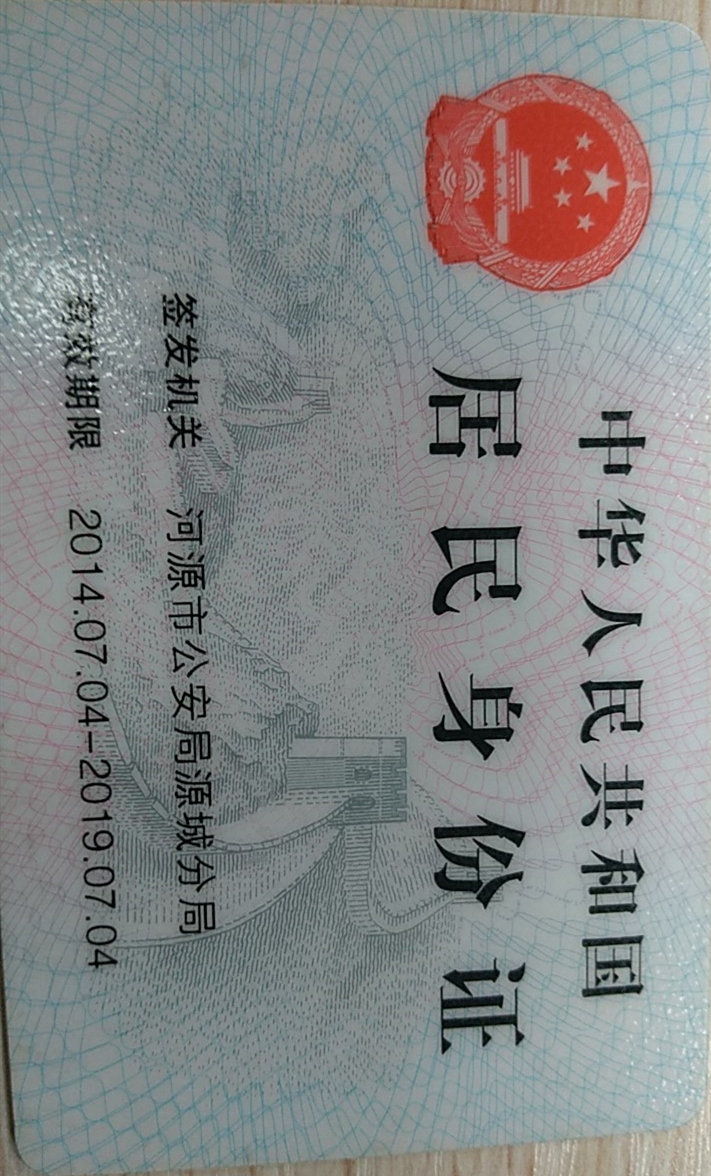 中华人民共和国
居民身份证
签发机关 河源市公安局源城分局
有效期限 2014.07.04-2019.07.04